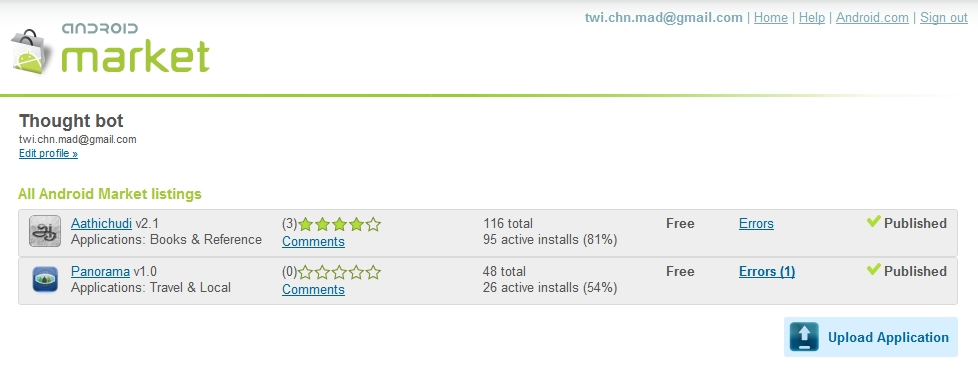 twi.chn.mad@gmail.com | Home | Help | Android.com | Sign out
ANDROID
market
Thought bot
twi.chn.mad@gmail.com
Edit profile »
All Android Market listings
Aathichudi v2.1 (3) 116 total Free Errors Published
Applications: Books & Reference Comments 95 active installs (81%)
Panorama v1.0 (0) 48 total Free Errors (1) Published
Applications: Travel & Local Comments 26 active installs (54%)
Upload Application